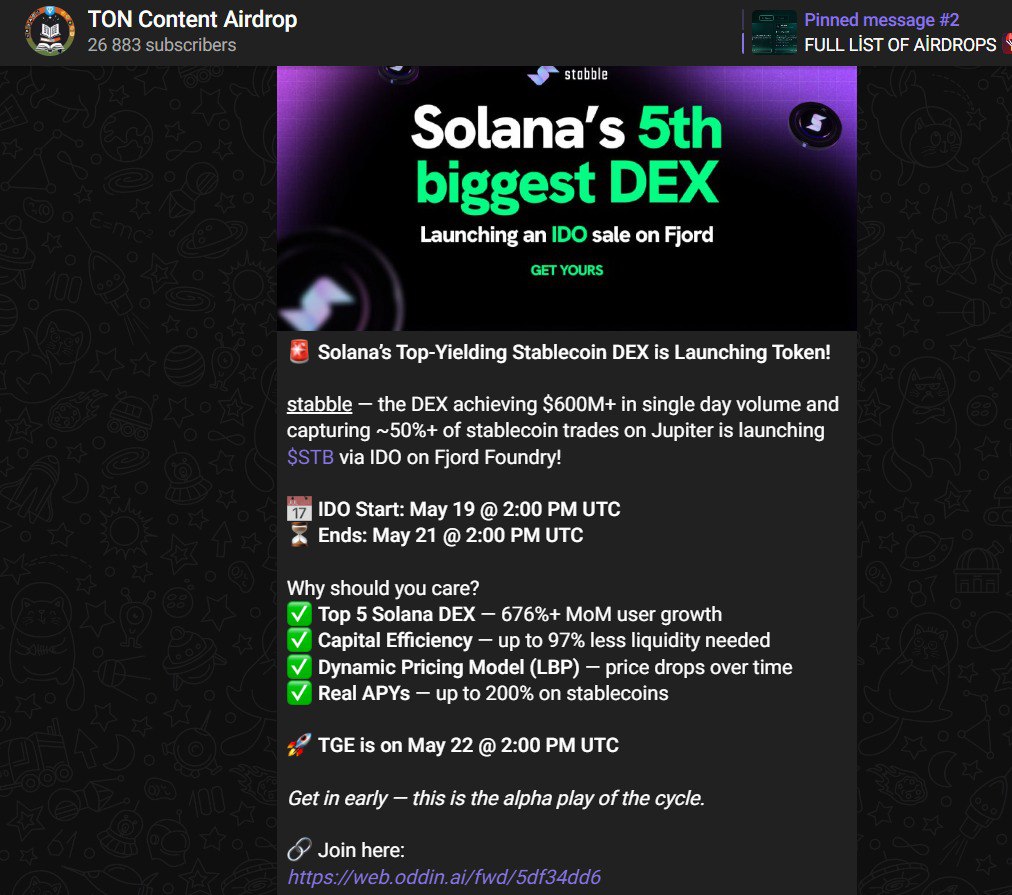 TON Content Airdrop
26 883 subscribers
Pinned message #2
FULL LİST OF AİRDROPS
stabble
Solana's 5th
biggest DEX
Launching an IDO sale on Fjord
GET YOURS
🚨 Solana's Top-Yielding Stablecoin DEX is Launching Token!
stabble — the DEX achieving $600M+ in single day volume and
capturing ~50%+ of stablecoin trades on Jupiter is launching
$STB via IDO on Fjord Foundry!
📅 IDO Start: May 19 @ 2:00 PM UTC
⏳ Ends: May 21 @ 2:00 PM UTC
Why should you care?
✅ Top 5 Solana DEX — 676%+ MoM user growth
✅ Capital Efficiency — up to 97% less liquidity needed
✅ Dynamic Pricing Model (LBP) — price drops over time
✅ Real APYs — up to 200% on stablecoins
🚀 TGE is on May 22 @ 2:00 PM UTC
Get in early — this is the alpha play of the cycle.
🔗 Join here:
https://web.oddin.ai/fwd/5df34dd6